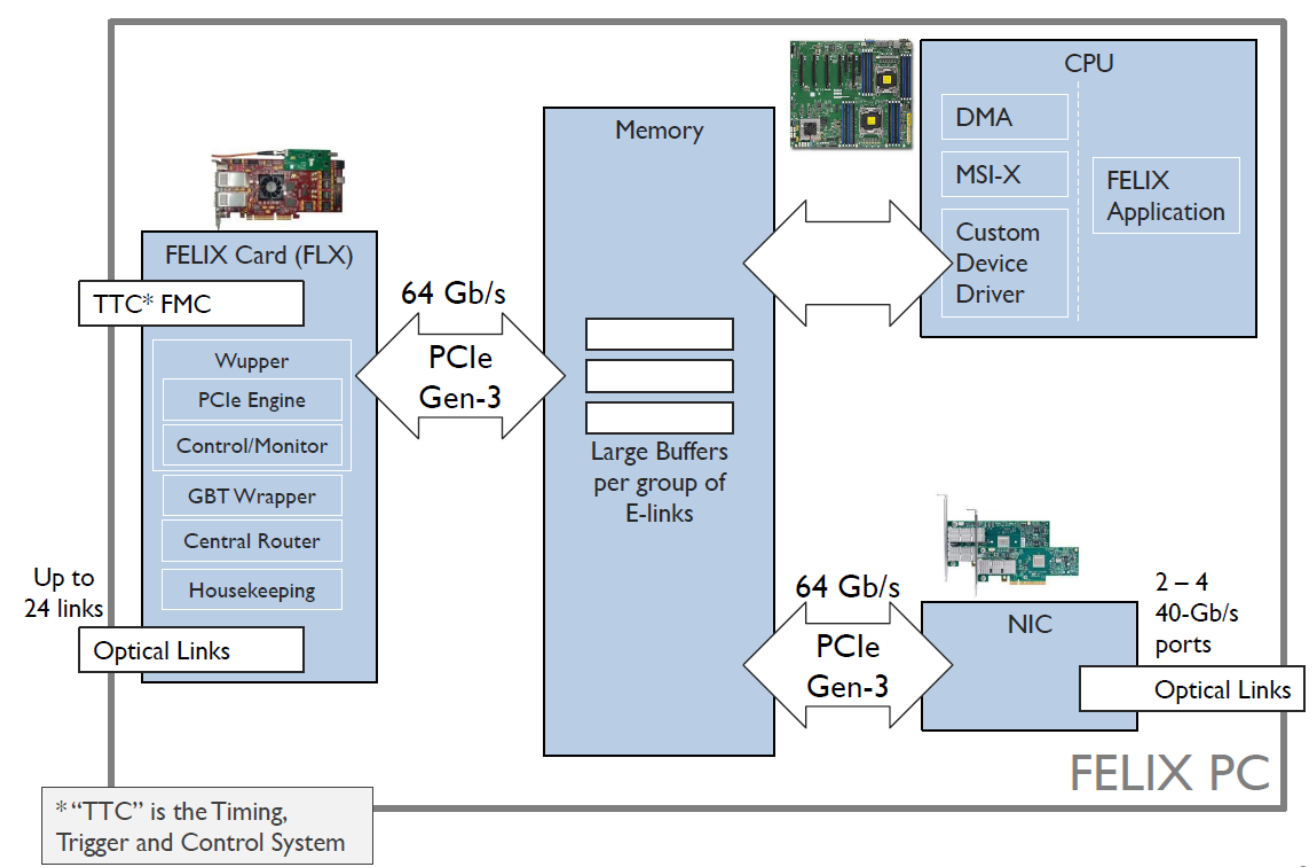 CPU
DMA
MSI-X
Custom
Device
Driver
FELIX
Application
Memory
Large Buffers
per group of
E-links
FELIX Card (FLX)
TTC* FMC
Wupper
PCIe Engine
Control/Monitor
GBT Wrapper
Central Router
Housekeeping
Up to
24 links
Optical Links
64 Gb/s
PCIe
Gen-3
64 Gb/s
PCIe
Gen-3
NIC
2 – 4
40-Gb/s
ports
Optical Links
FELIX PC
* “TTC” is the Timing,
Trigger and Control System